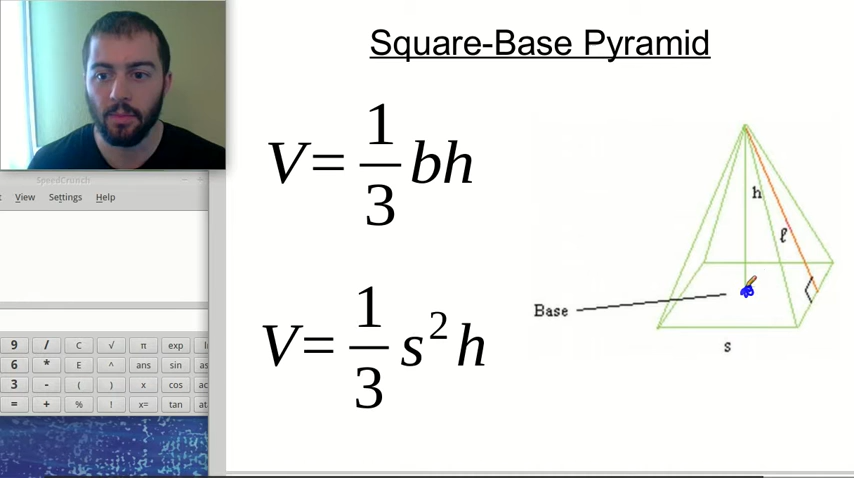 Square-Base Pyramid
V = 1/3 bh
V = 1/3 s² h
h
ℓ
Base
s
SpeedCrunch
View Settings Help
9 / C √ π exp
6 * E ^ ans sin
3 - ( ) x cos
= + % ! x= tan